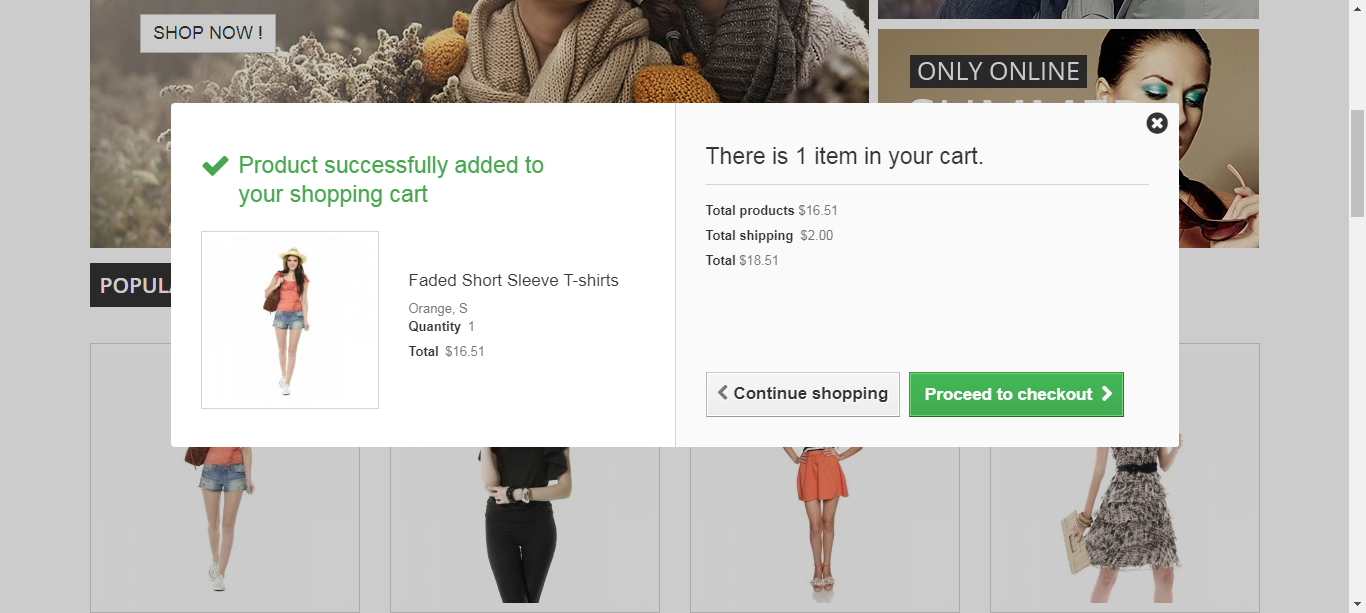 SHOP NOW !
ONLY ONLINE
Product successfully added to
your shopping cart
Faded Short Sleeve T-shirts
Orange, S
Quantity 1
Total $16.51
There is 1 item in your cart.
Total products $16.51
Total shipping $2.00
Total $18.51
Continue shopping
Proceed to checkout